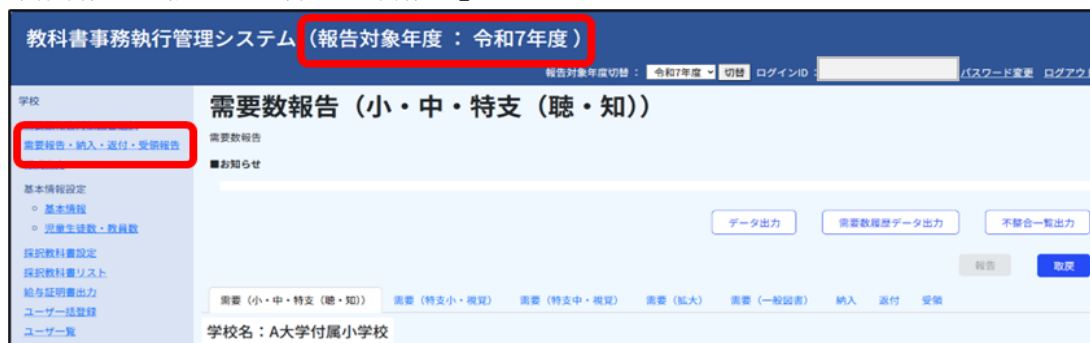 教科書事務執行管理システム（報告対象年度 ： 令和7年度 ）
報告対象年度切替 ： 令和7年度 切替 ログインID ： パスワード変更 ログアウ
学校
需要報告・納入・返付・受領報告
基本情報設定
基本情報
児童生徒数・教員数
採択教科書設定
採択教科書リスト
給与証明書出力
ユーザー一括登録
ユーザー一覧
需要数報告（小・中・特支（聴・知））
需要数報告
■お知らせ
データ出力 需要数履歴データ出力 不整合一覧出力
報告 取戻
需要（小・中・特支（聴・知）） 需要（特支小・視覚） 需要（特支中・視覚） 需要（拡大） 需要（一般図書） 納入 返付 受領
学校名：A大学付属小学校